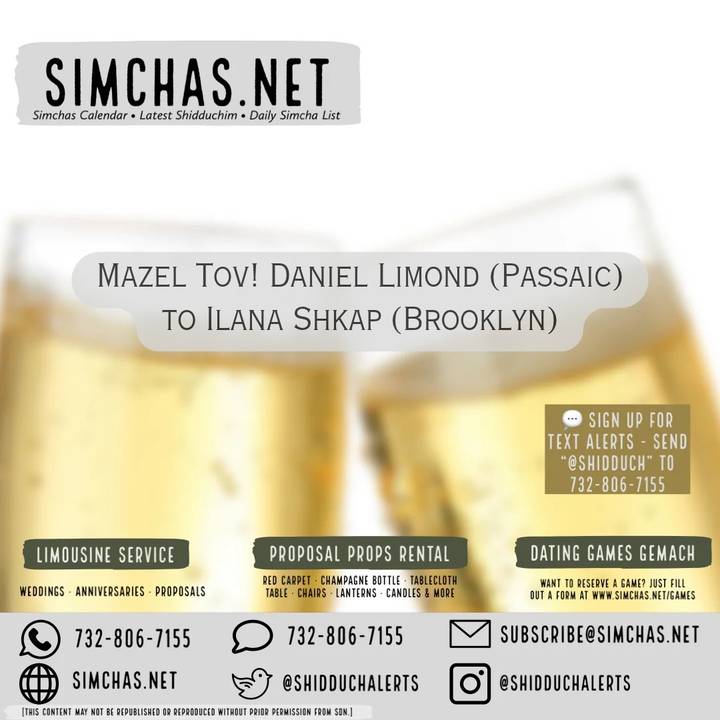 SIMCHAS.NET
Simchas Calendar • Latest Shidduchim • Daily Simcha List
MAZEL TOV! DANIEL LIMOND (PASSAIC)
TO ILANA SHKAP (BROOKLYN)
💬 SIGN UP FOR
TEXT ALERTS - SEND
"@SHIDDUCH" TO
732-806-7155
LIMOUSINE SERVICE
WEDDINGS · ANNIVERSARIES · PROPOSALS
PROPOSAL PROPS RENTAL
RED CARPET · CHAMPAGNE BOTTLE · TABLECLOTH
TABLE · CHAIRS · LANTERNS · CANDLES & MORE
DATING GAMES GEMACH
WANT TO RESERVE A GAME? JUST FILL
OUT A FORM AT WWW.SIMCHAS.NET/GAMES
732-806-7155
732-806-7155
SUBSCRIBE@SIMCHAS.NET
SIMCHAS.NET
@SHIDDUCHALERTS
@SHIDDUCHALERTS
[THIS CONTENT MAY NOT BE REPUBLISHED OR REPRODUCED WITHOUT PRIOR PERMISSION FROM SDN.]